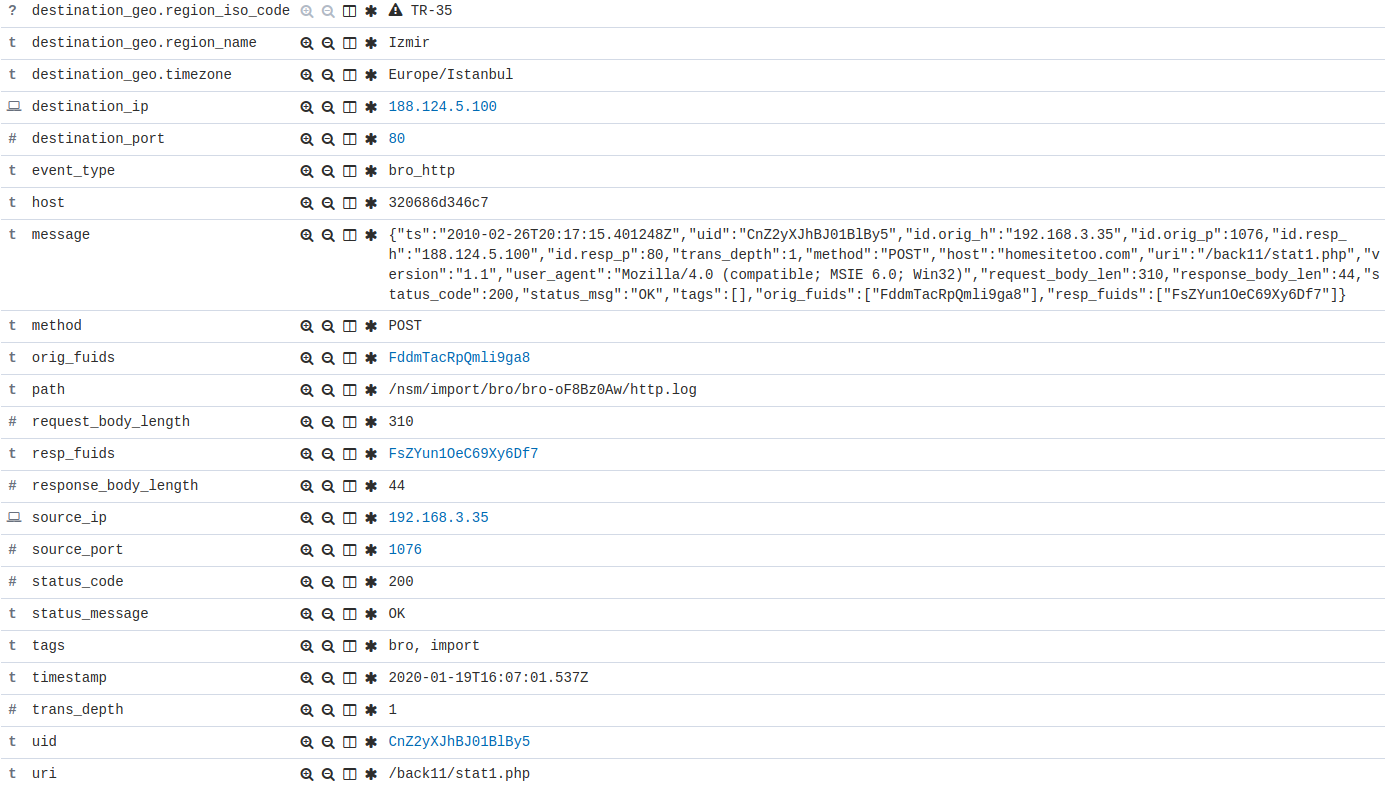 ? destination_geo.region_iso_code TR-35
t destination_geo.region_name Izmir
t destination_geo.timezone Europe/Istanbul
destination_ip 188.124.5.100
# destination_port 80
t event_type bro_http
t host 320686d346c7
t message {"ts":"2010-02-26T20:17:15.401248Z","uid":"CnZ2yXJhBJ01BlBy5","id.orig_h":"192.168.3.35","id.orig_p":1076,"id.resp_
h":"188.124.5.100","id.resp_p":80,"trans_depth":1,"method":"POST","host":"homesitetoo.com","uri":"/back11/stat1.php","v
ersion":"1.1","user_agent":"Mozilla/4.0 (compatible; MSIE 6.0; Win32)","request_body_len":310,"response_body_len":44,"s
tatus_code":200,"status_msg":"OK","tags":[],"orig_fuids":["FddmTacRpQmli9ga8"],"resp_fuids":["FsZYun1OeC69Xy6Df7"]}
t method POST
t orig_fuids FddmTacRpQmli9ga8
t path /nsm/import/bro/bro-oF8Bz0Aw/http.log
# request_body_length 310
t resp_fuids FsZYun1OeC69Xy6Df7
# response_body_length 44
source_ip 192.168.3.35
# source_port 1076
# status_code 200
t status_message OK
t tags bro, import
t timestamp 2020-01-19T16:07:01.537Z
# trans_depth 1
t uid CnZ2yXJhBJ01BlBy5
t uri /back11/stat1.php